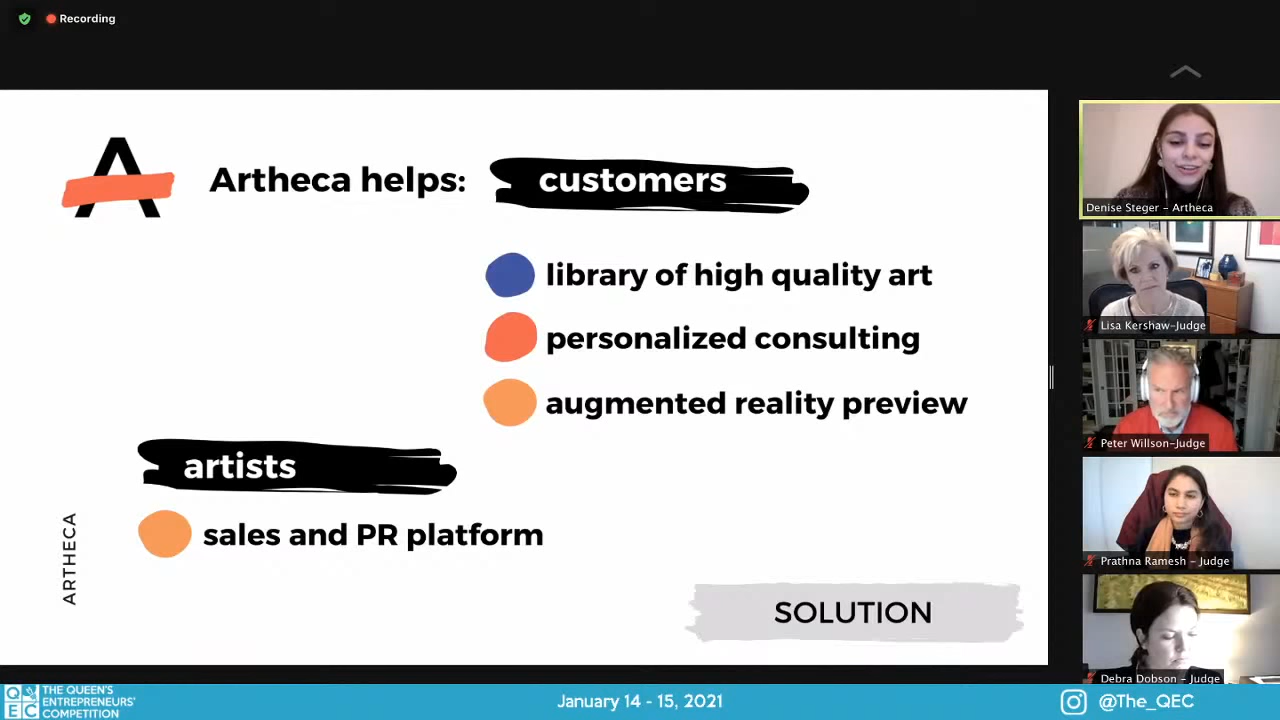 Recording
Artheca helps: customers
library of high quality art
personalized consulting
augmented reality preview
artists
sales and PR platform
ARTHECA
SOLUTION
Denise Steger – Artheca
Lisa Kershaw-Judge
Peter Willson-Judge
Prathna Ramesh – Judge
Debra Dobson – Judge
QEC
THE QUEEN'S
ENTREPRENEURS'
COMPETITION
January 14 - 15, 2021
@The_QEC